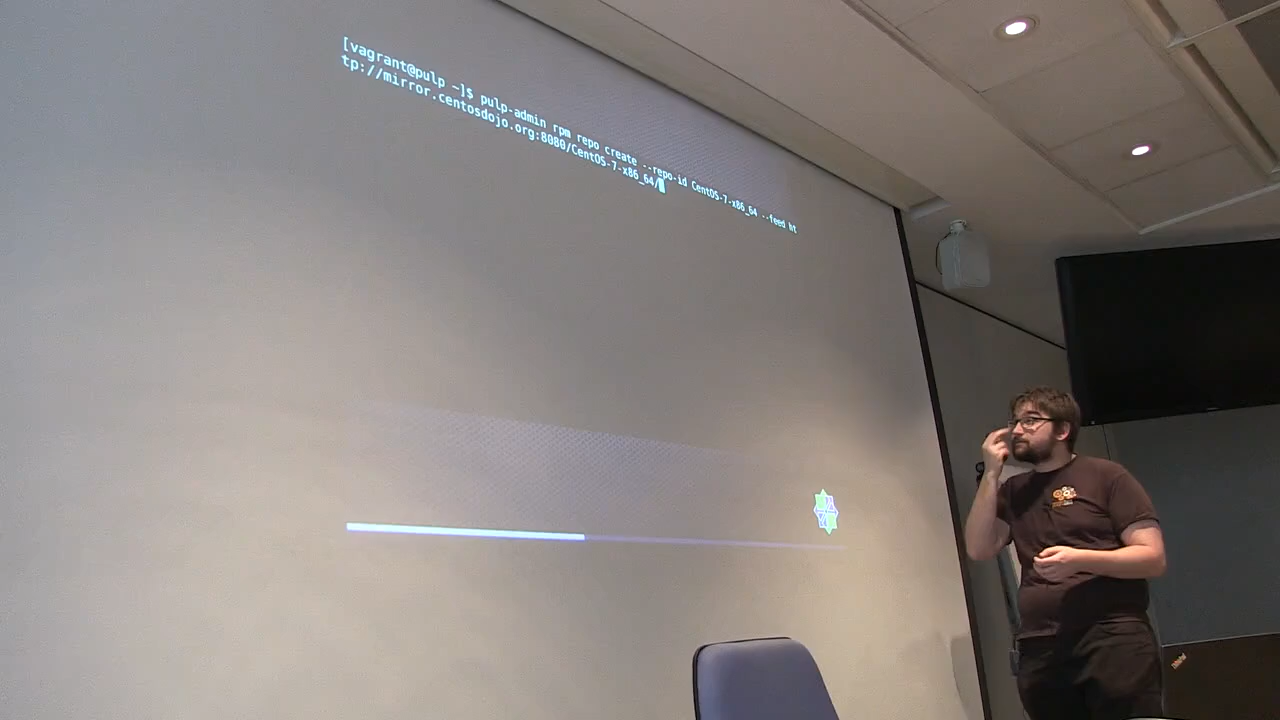 [vagrant@pulp ~]$ pulp-admin rpm repo create --repo-id CentOS-7-x86_64 --feed ht
tp://mirror.centosdojo.org:8080/CentOS-7-x86_64/